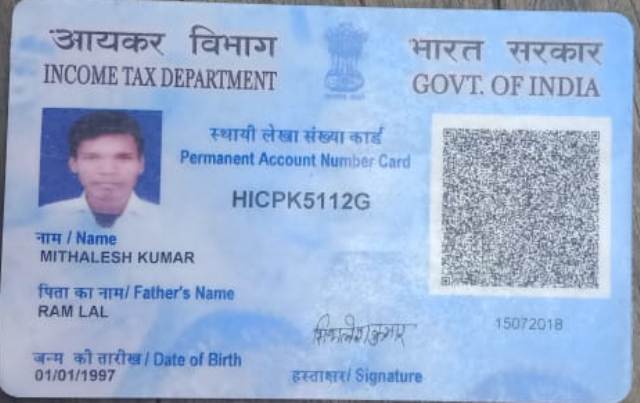 आयकर विभाग
INCOME TAX DEPARTMENT
भारत सरकार
GOVT. OF INDIA
स्थायी लेखा संख्या कार्ड
Permanent Account Number Card
HICPK5112G
नाम / Name
MITHALESH KUMAR
पिता का नाम/ Father's Name
RAM LAL
जन्म की तारीख / Date of Birth
01/01/1997
मिथलेश कुमार
हस्ताक्षर/ Signature
15072018